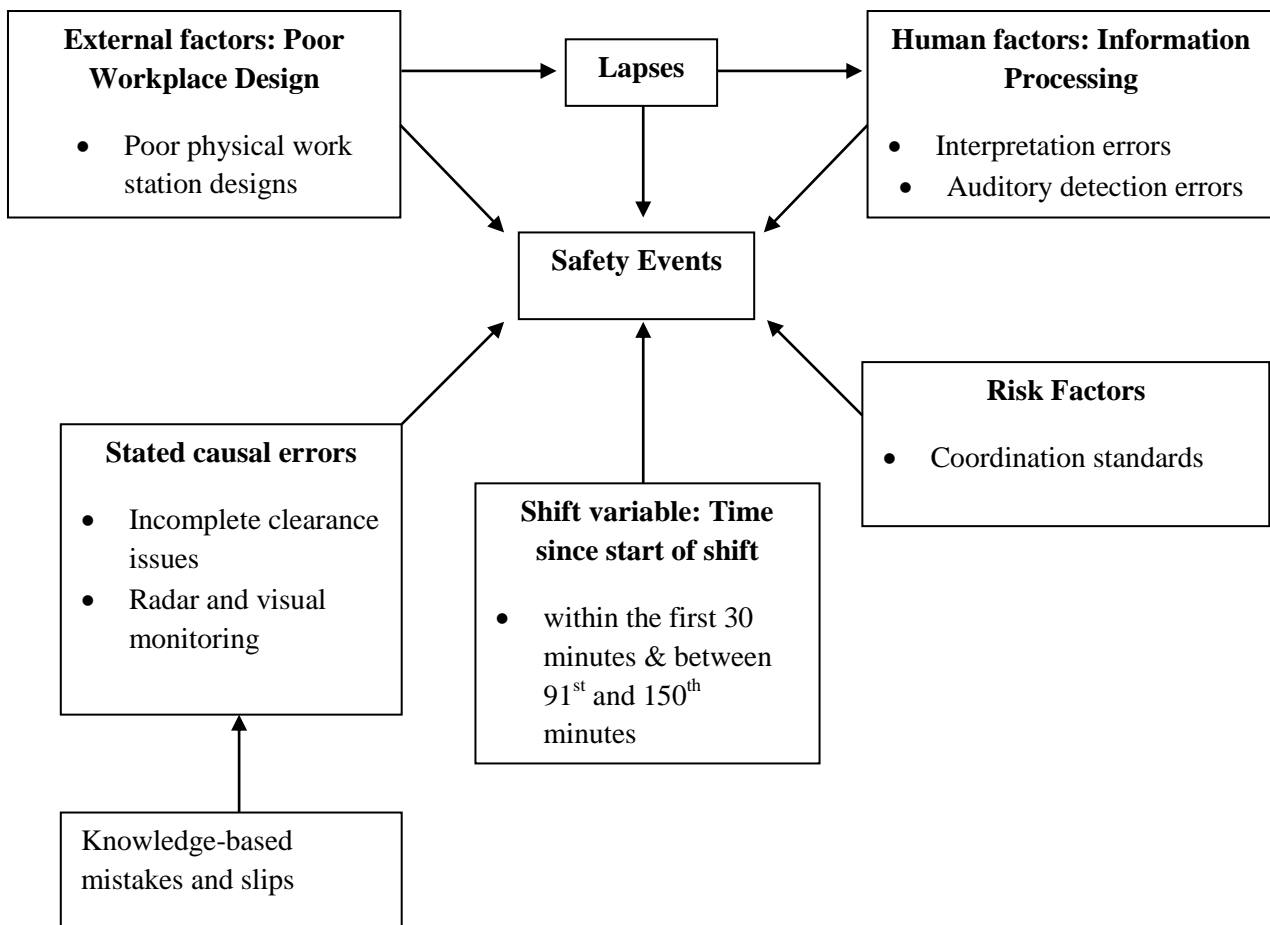 External factors: Poor
Workplace Design
• Poor physical work
station designs
Lapses
Human factors: Information
Processing
• Interpretation errors
• Auditory detection errors
Safety Events
Stated causal errors
• Incomplete clearance
issues
• Radar and visual
monitoring
Shift variable: Time
since start of shift
• within the first 30
minutes & between
91st and 150th
minutes
Risk Factors
• Coordination standards
Knowledge-based
mistakes and slips